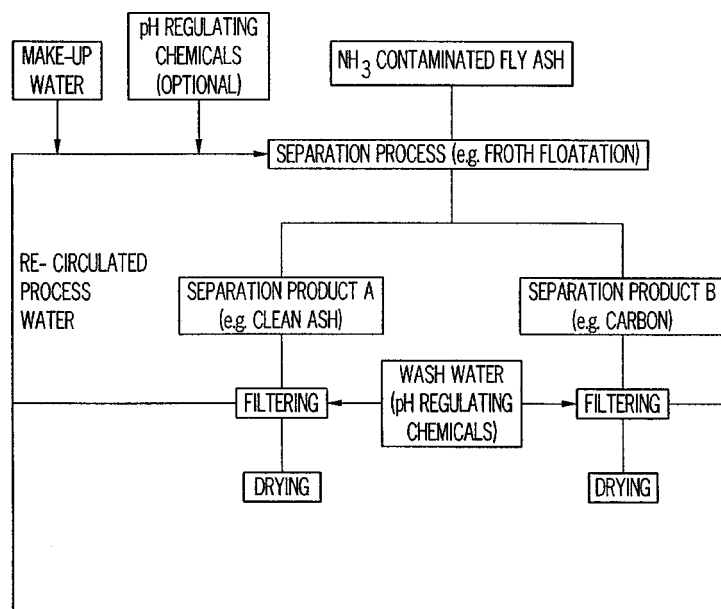 MAKE-UP
WATER
pH REGULATING
CHEMICALS
(OPTIONAL)
NH3 CONTAMINATED FLY ASH
SEPARATION PROCESS (e.g. FROTH FLOATATION)
RE- CIRCULATED
PROCESS
WATER
SEPARATION PRODUCT A
(e.g. CLEAN ASH)
SEPARATION PRODUCT B
(e.g. CARBON)
FILTERING
WASH WATER
(pH REGULATING
CHEMICALS)
FILTERING
DRYING
DRYING